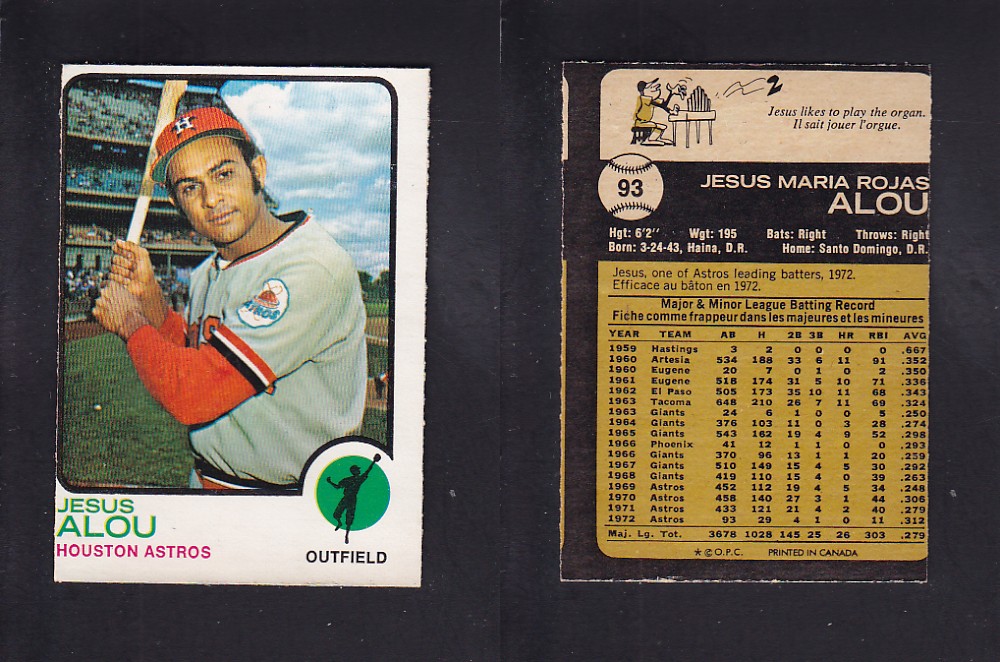 H
ASTROS
JESUS
ALOU
HOUSTON ASTROS
OUTFIELD
2
Jesus likes to play the organ.
Il sait jouer l'orgue.
93
JESUS MARIA ROJAS
ALOU
Hgt: 6'2" Wgt: 195 Bats: Right Throws: Right
Born: 3-24-43, Haina, D.R. Home: Santo Domingo, D.R.
Jesus, one of Astros leading batters, 1972.
Efficace au bâton en 1972.
Major & Minor League Batting Record
Fiche comme frappeur dans les majeures et les mineures
YEAR TEAM AB H 2B 3B HR RBI AVG
1959 Hastings 3 2 0 0 0 0 .667
1960 Artesia 534 188 33 6 11 91 .352
1960 Eugene 20 7 0 1 0 2 .350
1961 Eugene 518 174 31 5 10 71 .336
1962 El Paso 505 173 35 10 11 68 .343
1963 Tacoma 648 210 26 7 11 69 .324
1963 Giants 24 6 1 0 0 5 .250
1964 Giants 376 103 11 0 3 28 .274
1965 Giants 543 162 19 4 9 52 .298
1966 Phoenix 41 12 1 1 0 0 .293
1966 Giants 370 96 13 1 1 20 .259
1967 Giants 510 149 15 4 5 30 .292
1968 Giants 419 110 15 4 0 39 .263
1969 Astros 452 112 19 4 5 34 .248
1970 Astros 458 140 27 3 1 44 .306
1971 Astros 433 121 21 4 2 40 .279
1972 Astros 93 29 4 1 0 11 .312
Maj. Lg. Tot. 3678 1028 145 25 26 303 .279
* © O.P.C. PRINTED IN CANADA